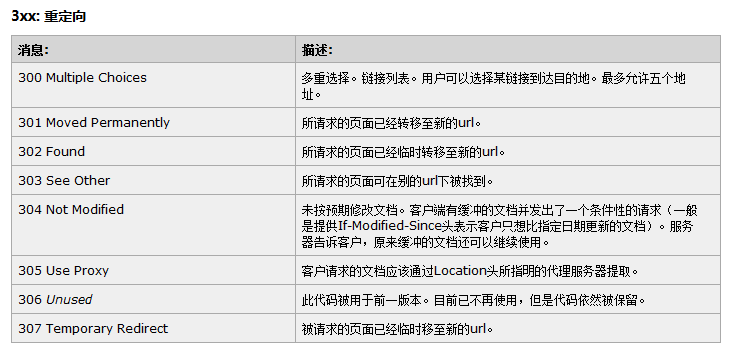 3xx: 重定向
消息: 描述:
300 Multiple Choices 多重选择。链接列表。用户可以选择某链接到达目的地。最多允许五个地
址。
301 Moved Permanently 所请求的页面已经转移至新的url。
302 Found 所请求的页面已经临时转移至新的url。
303 See Other 所请求的页面可在别的url下被找到。
304 Not Modified 未按预期修改文档。客户端有缓冲的文档并发出了一个条件性的请求（一般
是提供If-Modified-Since头表示客户只想比指定日期更新的文档）。服务
器告诉客户，原来缓冲的文档还可以继续使用。
305 Use Proxy 客户请求的文档应该通过Location头所指明的代理服务器提取。
306 Unused 此代码被用于前一版本。目前已不再使用，但是代码依然被保留。
307 Temporary Redirect 被请求的页面已经临时移至新的url。